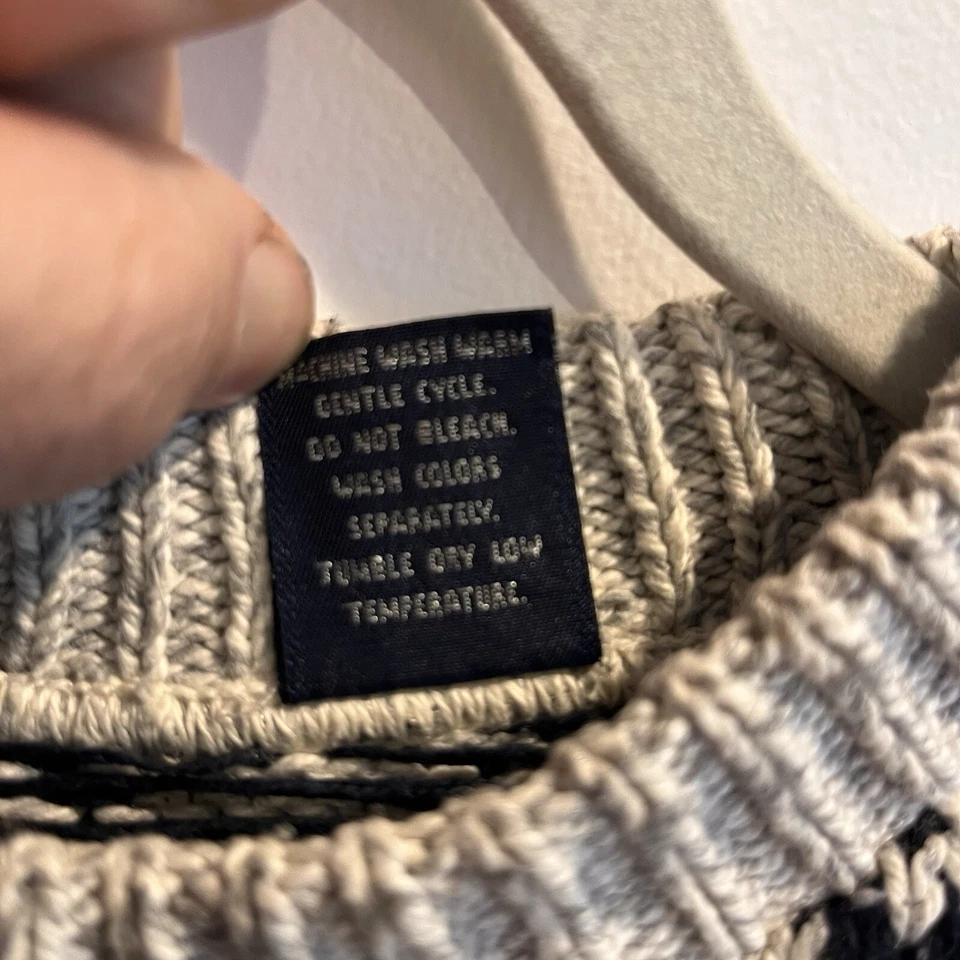 MACHINE WASH WARM
GENTLE CYCLE.
DO NOT BLEACH.
WASH COLORS
SEPARATELY.
TUMBLE DRY LOW
TEMPERATURE.